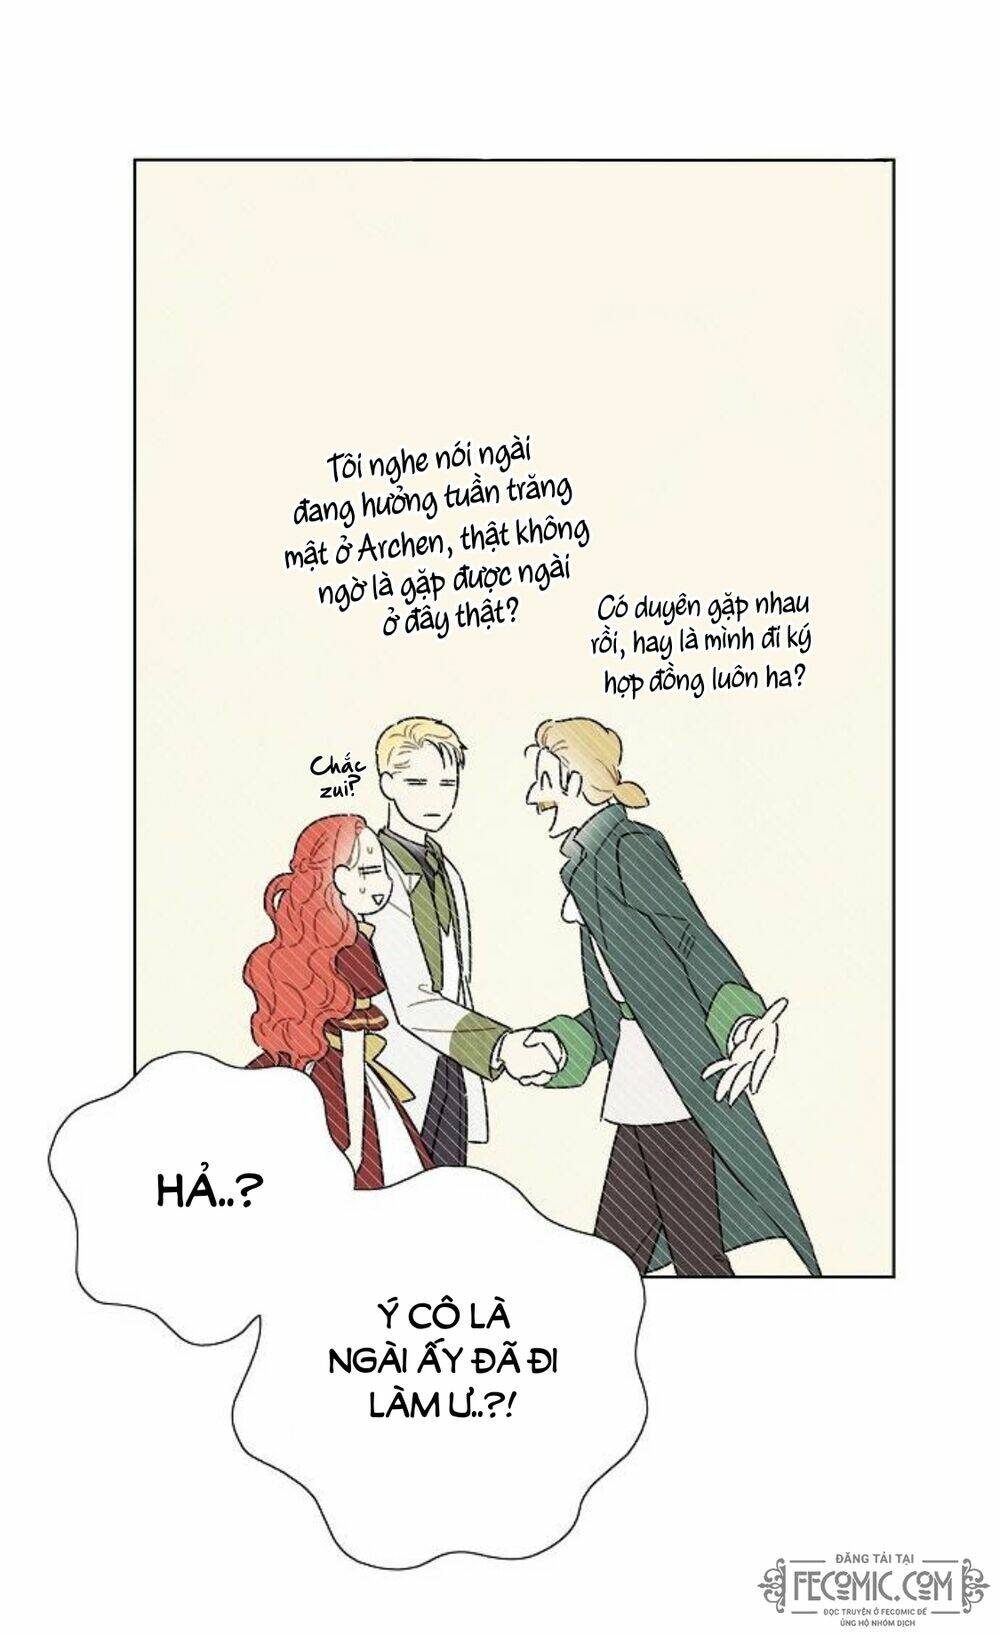 Tôi nghe nói ngài
đang hưởng tuần trăng
mật ở Archen, thật không
ngờ là gặp được ngài
ở đây thật?
Có duyên gặp nhau
rồi, hay là mình đi ký
hợp đồng luôn ha?
Chắc
zui?
HẢ..?
Ý CÔ LÀ
NGÀI ẤY ĐÃ ĐI
LÀM Ư..?!
ĐĂNG TẢI TẠI
FECOMIC.COM
ĐỌC TRUYỆN Ở FECOMIC ĐỂ
ỦNG HỘ NHÓM DỊCH